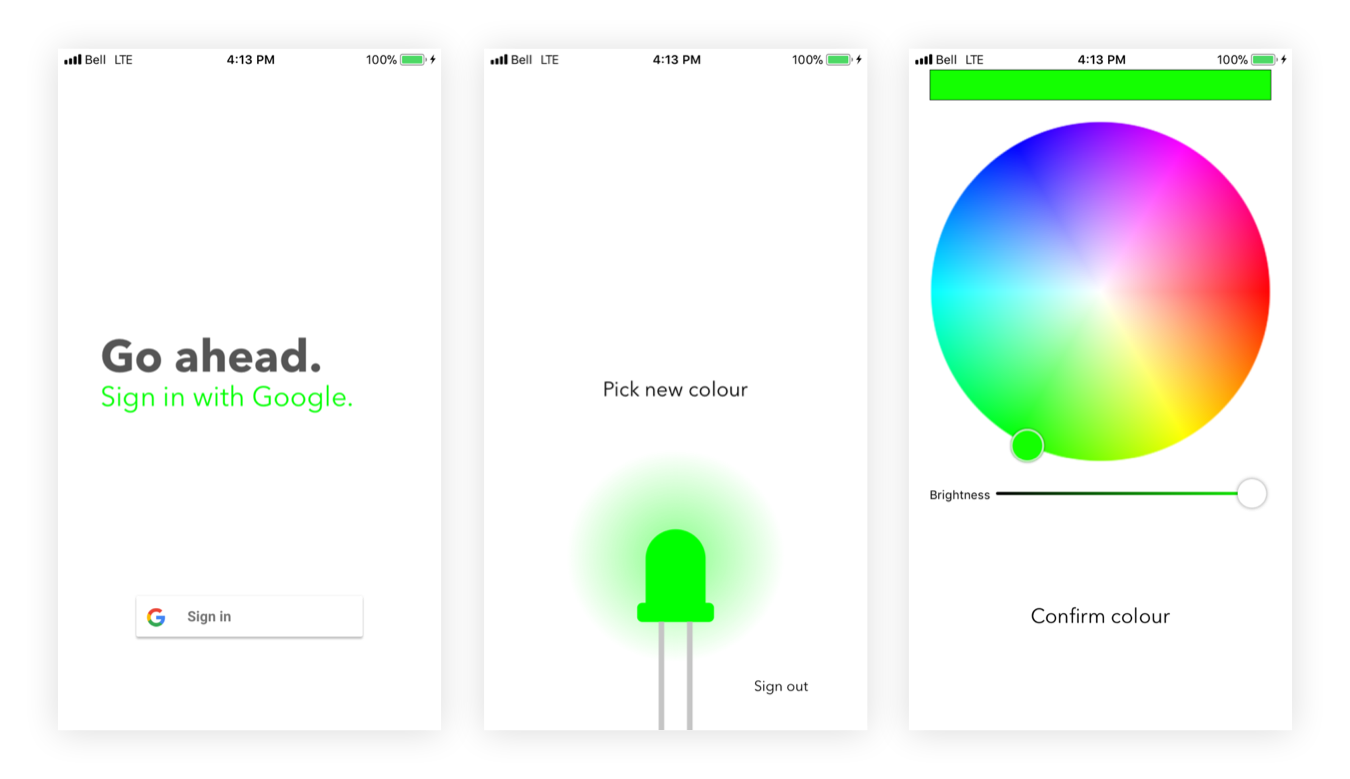 Bell LTE 4:13 PM 100%
Go ahead.
Sign in with Google.
Sign in
Bell LTE 4:13 PM 100%
Pick new colour
Sign out
Bell LTE 4:13 PM 100%
Brightness
Confirm colour